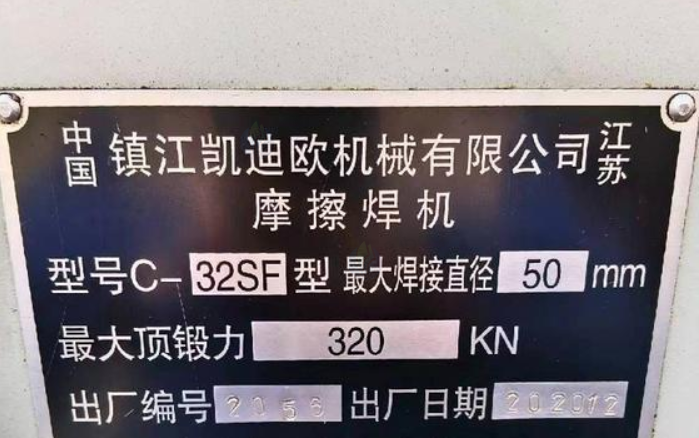 中国 镇江凯迪欧机械有限公司 江苏
摩擦焊机
型号C-32SF型 最大焊接直径 50 mm
最大顶锻力 320 KN
出厂编号 2056 出厂日期 202012